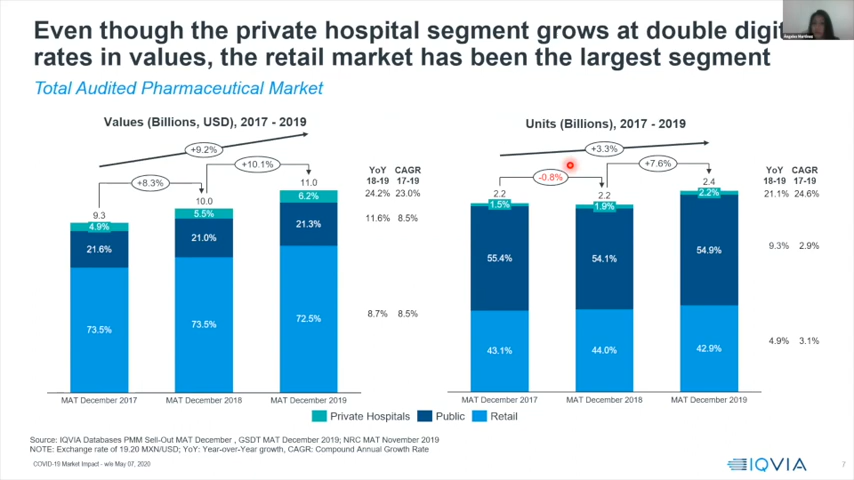 Even though the private hospital segment grows at double digit
rates in values, the retail market has been the largest segment
Angeles Martinez
Total Audited Pharmaceutical Market
Values (Billions, USD), 2017 - 2019
+9.2%
+8.3%
+10.1%
9.3
10.0
11.0
4.9%
5.5%
6.2%
21.6%
21.0%
21.3%
73.5%
73.5%
72.5%
MAT December 2017
MAT December 2018
MAT December 2019
YoY CAGR
18-19 17-19
24.2% 23.0%
11.6% 8.5%
8.7% 8.5%
Units (Billions), 2017 - 2019
+3.3%
-0.8%
+7.6%
2.2
2.2
2.4
1.5%
1.9%
2.2%
55.4%
54.1%
54.9%
43.1%
44.0%
42.9%
MAT December 2017
MAT December 2018
MAT December 2019
YoY CAGR
18-19 17-19
21.1% 24.6%
9.3% 2.9%
4.9% 3.1%
Private Hospitals Public Retail
Source: IQVIA Databases PMM Sell-Out MAT December , GSDT MAT December 2019; NRC MAT November 2019
NOTE: Exchange rate of 19.20 MXN/USD; YoY: Year-over-Year growth, CAGR: Compound Annual Growth Rate
COVID-19 Market Impact - w/e May 07, 2020
IQVIA
7